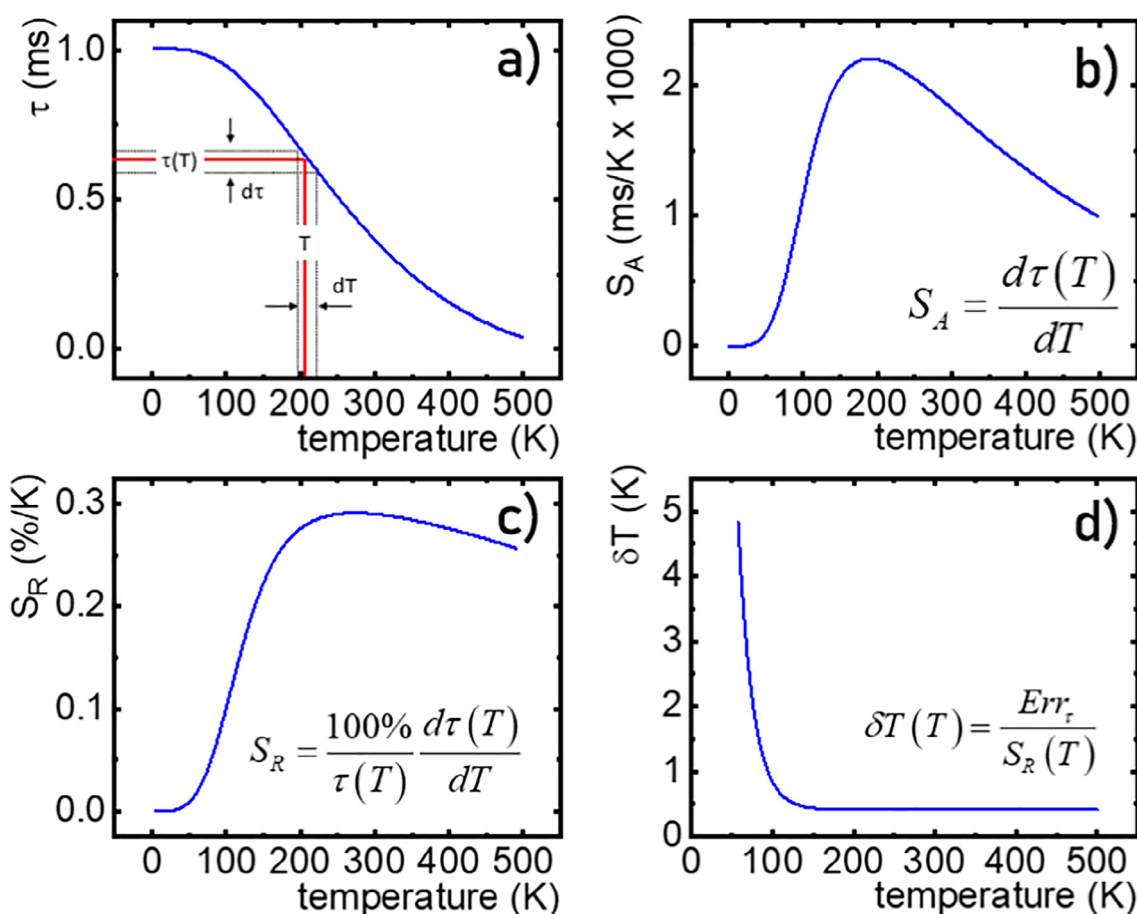 a)
τ (ms)
1.0
0.5
0.0
τ(T)
dτ
T
dT
0 100 200 300 400 500
temperature (K)
b)
S_A (ms/K x 1000)
2
1
0
S_A = dτ(T) / dT
0 100 200 300 400 500
temperature (K)
c)
S_R (%/K)
0.3
0.2
0.1
0.0
S_R = 100% / τ(T) dτ(T) / dT
0 100 200 300 400 500
temperature (K)
d)
δT (K)
5
4
3
2
1
0
δT(T) = Err_τ / S_R(T)
0 100 200 300 400 500
temperature (K)